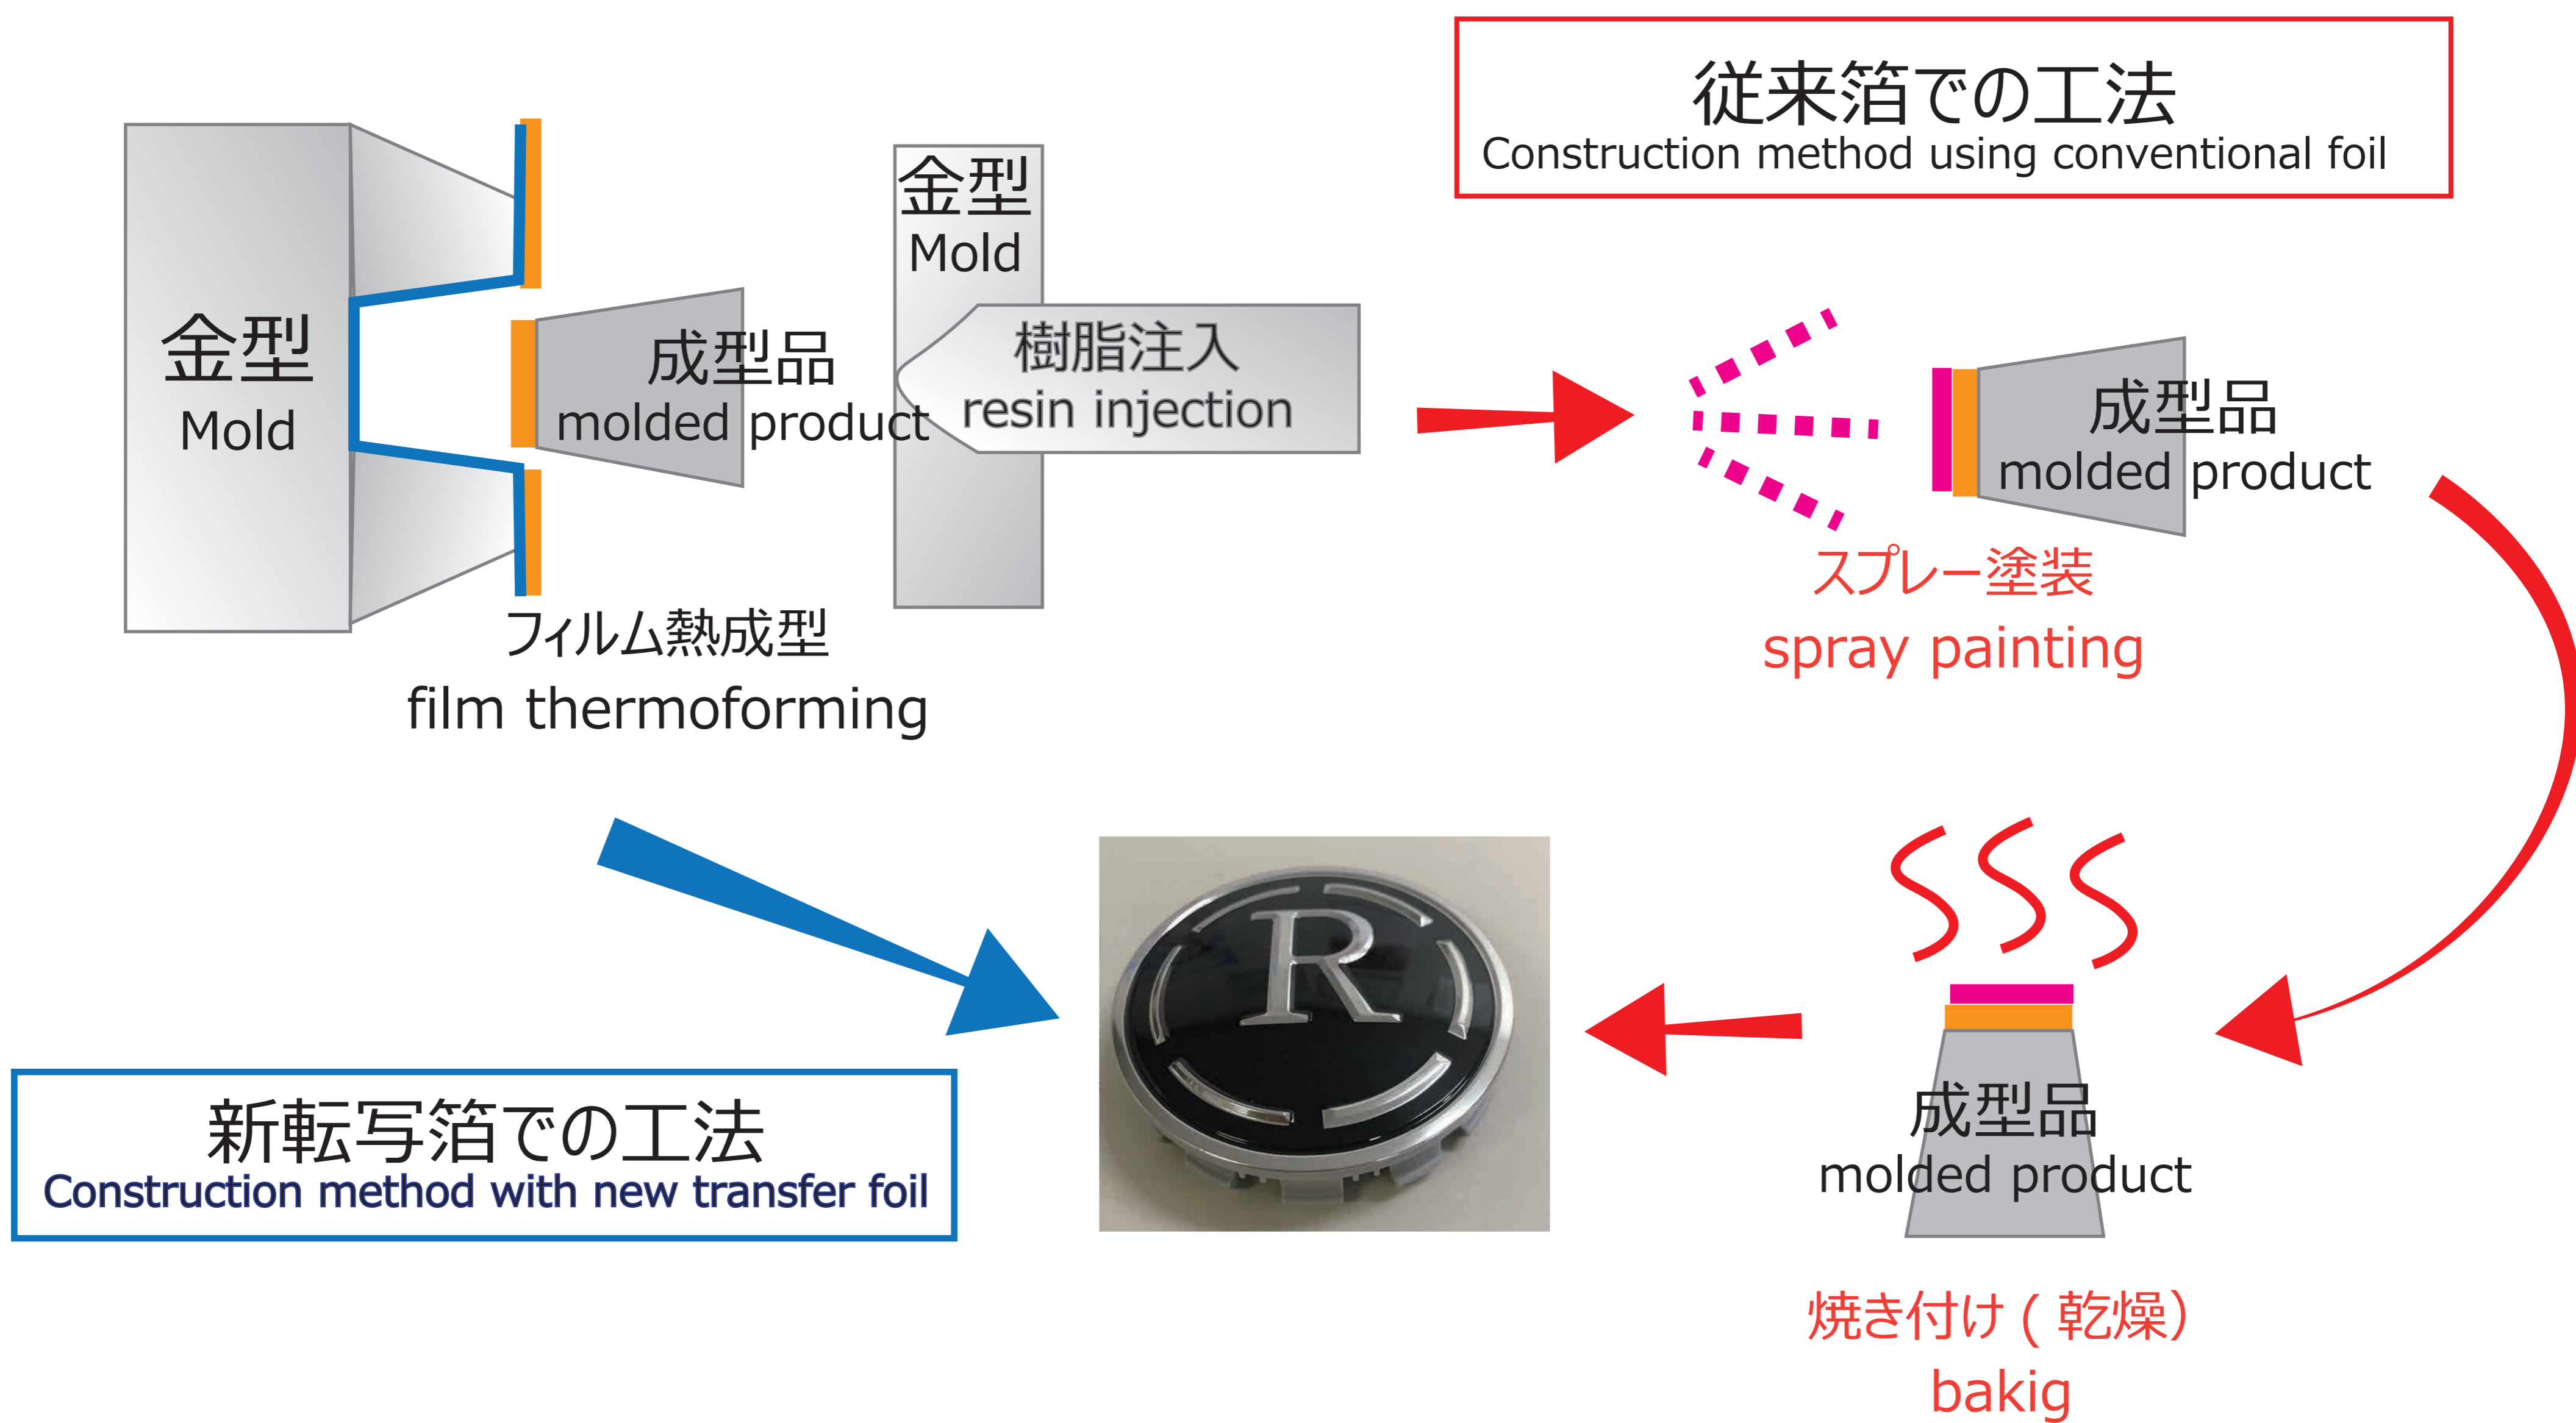 従来箔での工法
Construction method using conventional foil
金型
Mold
金型
Mold
成型品
molded product
樹脂注入
resin injection
フィルム熱成型
film thermoforming
成型品
molded product
スプレー塗装
spray painting
R
新転写箔での工法
Construction method with new transfer foil
成型品
molded product
焼き付け ( 乾燥）
bakig